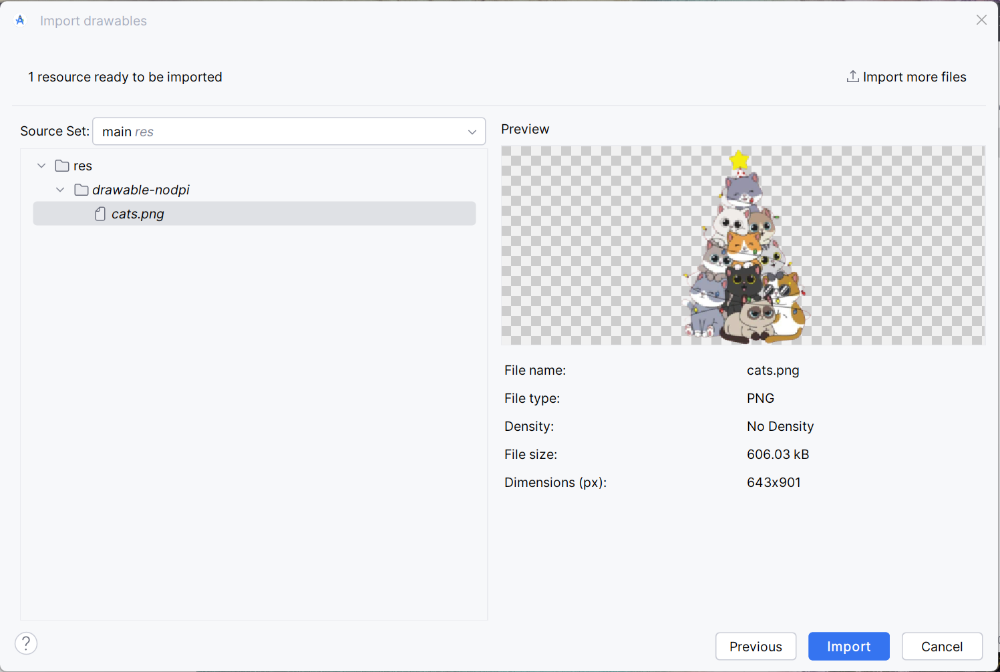 Import drawables
1 resource ready to be imported
Import more files
Source Set: main res
res
drawable-nodpi
cats.png
Preview
File name: cats.png
File type: PNG
Density: No Density
File size: 606.03 kB
Dimensions (px): 643x901
?
Previous
Import
Cancel